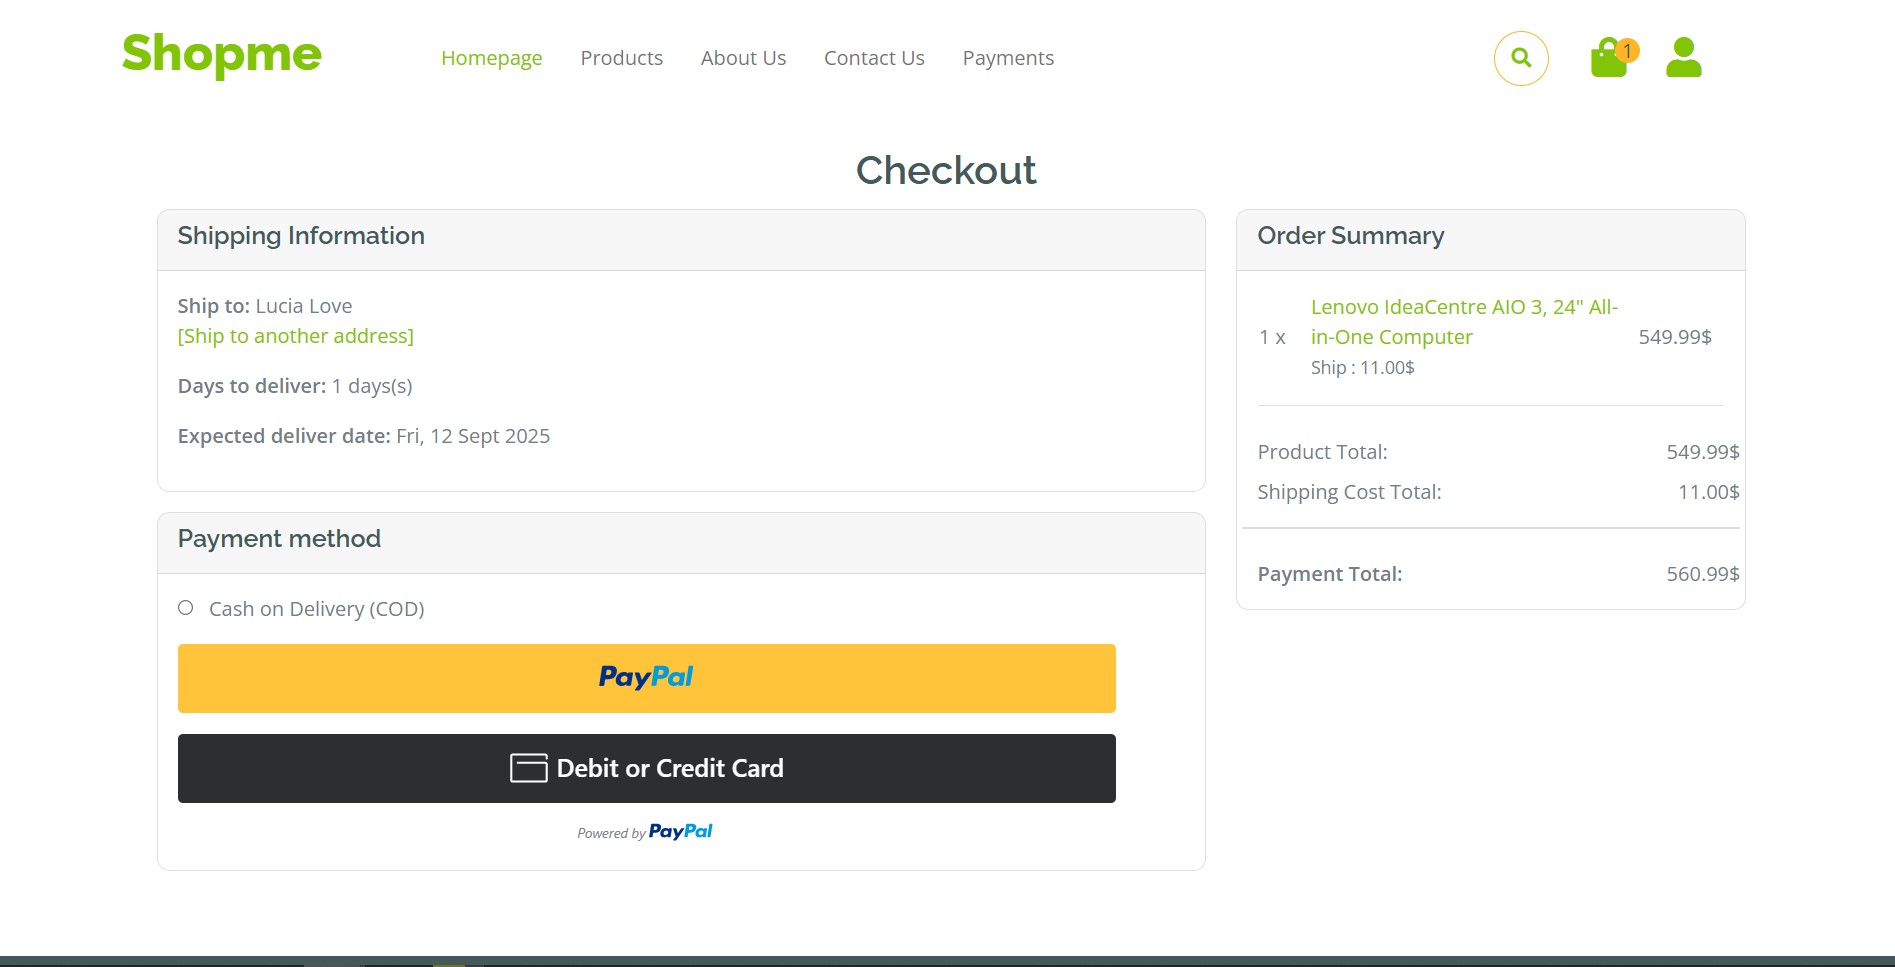 Shopme
Homepage Products About Us Contact Us Payments
1
Checkout
Shipping Information
Ship to: Lucia Love
[Ship to another address]
Days to deliver: 1 days(s)
Expected deliver date: Fri, 12 Sept 2025
Payment method
Cash on Delivery (COD)
PayPal
Debit or Credit Card
Powered by PayPal
Order Summary
1 x
Lenovo IdeaCentre AIO 3, 24" All-
in-One Computer
Ship : 11.00$
549.99$
Product Total: 549.99$
Shipping Cost Total: 11.00$
Payment Total: 560.99$